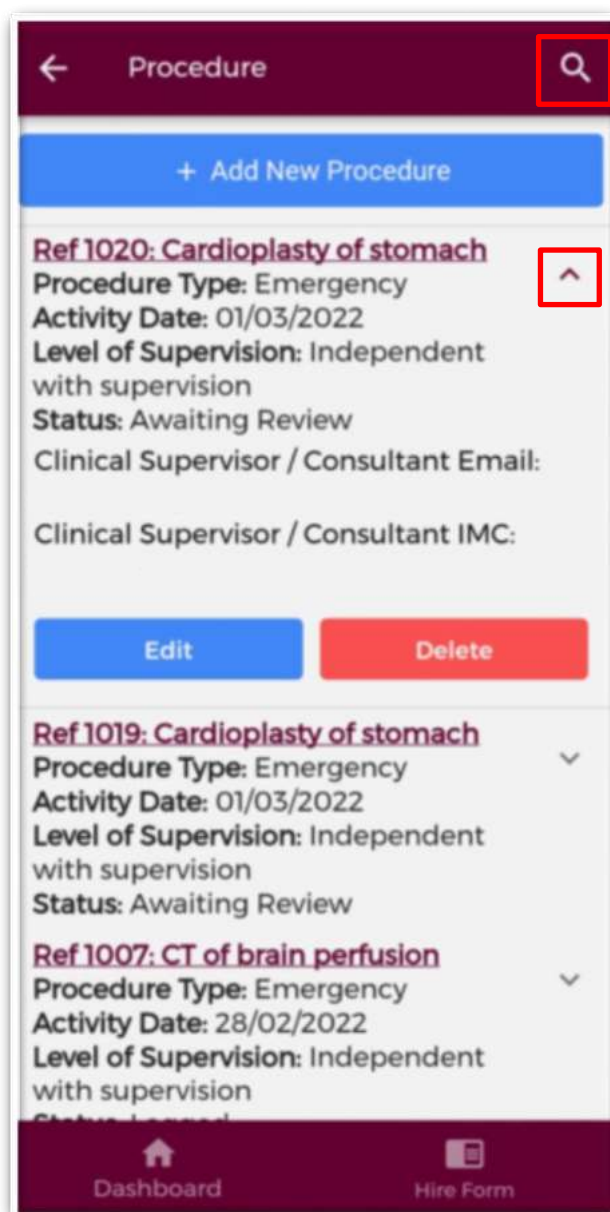 Procedure
+ Add New Procedure
Ref 1020: Cardioplasty of stomach
Procedure Type: Emergency
Activity Date: 01/03/2022
Level of Supervision: Independent
with supervision
Status: Awaiting Review
Clinical Supervisor / Consultant Email:
Clinical Supervisor / Consultant IMC:
Edit Delete
Ref 1019: Cardioplasty of stomach
Procedure Type: Emergency
Activity Date: 01/03/2022
Level of Supervision: Independent
with supervision
Status: Awaiting Review
Ref 1007: CT of brain perfusion
Procedure Type: Emergency
Activity Date: 28/02/2022
Level of Supervision: Independent
with supervision
Status: Logged
Dashboard Hire Form